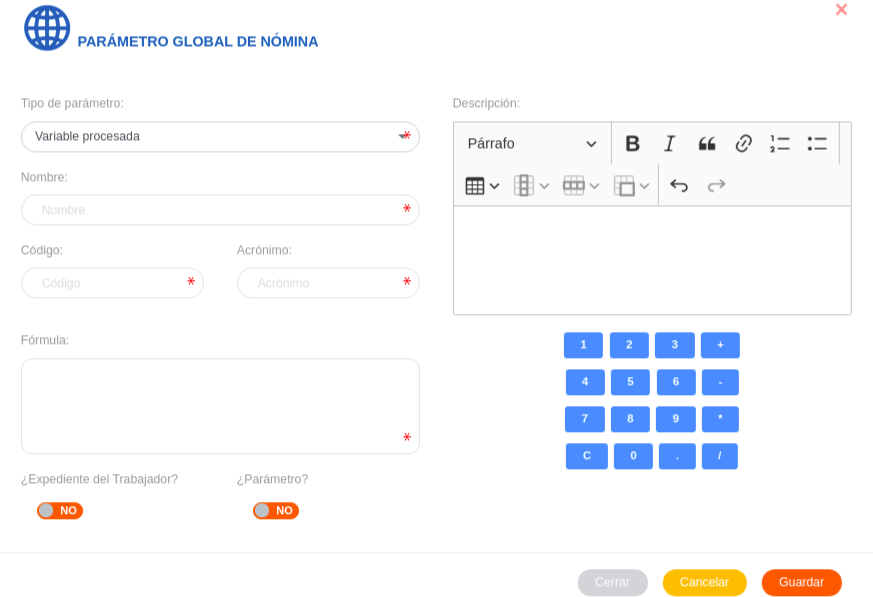 PARÁMETRO GLOBAL DE NÓMINA
Tipo de parámetro:
Variable procesada
*
Nombre:
Nombre
*
Código:
Acrónimo:
Código
*
Acrónimo
*
Fórmula:
*
¿Expediente del Trabajador?
¿Parámetro?
NO
NO
Descripción:
Párrafo
B I
1 2 3 +
4 5 6 -
7 8 9 *
C 0 . /
Cerrar
Cancelar
Guardar